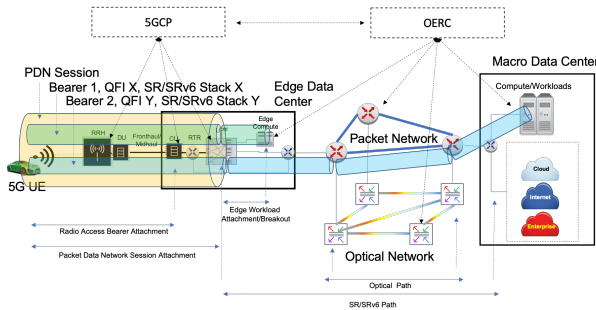 5GCP
OERC
Macro Data Center
PDN Session
Bearer 1, QFI X, SR/SRv6 Stack X
Bearer 2, QFI Y, SR/SRv6 Stack Y
Edge Data
Center
Compute/Workloads
RRH
DU
Fronthaul/
Midhaul
CU
RTR
Edge
Compute
Packet Network
5G UE
Cloud
Internet
Enterprise
Edge Workload
Attachment/Breakout
Radio Access Bearer Attachment
Optical Network
Packet Data Network Session Attachment
Optical Path
SR/SRv6 Path